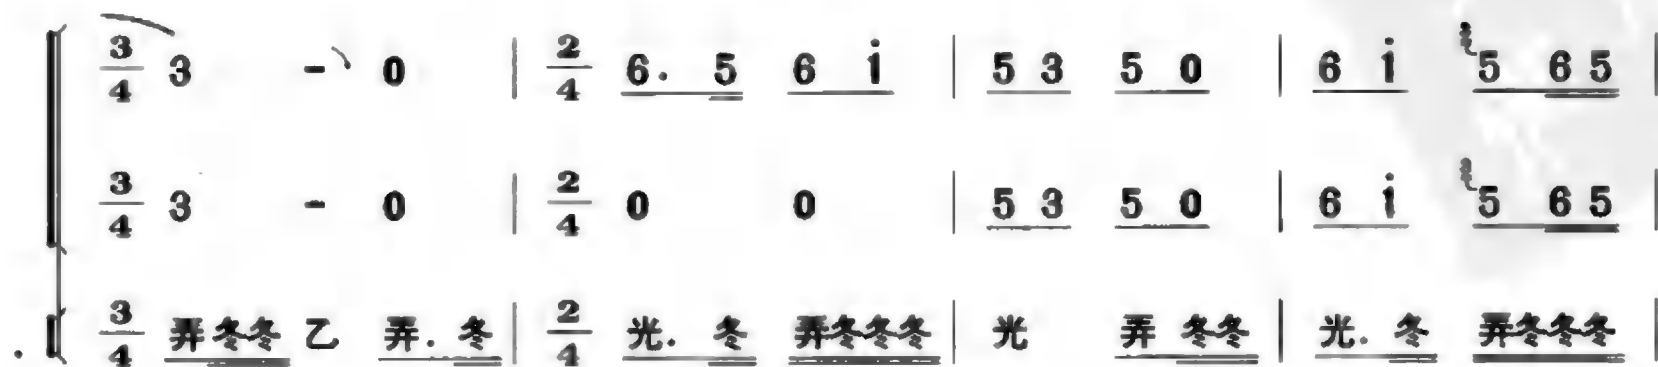 3/4 3 - 0 | 2/4 6. 5 6 i | 5 3 5 0 | 6 i 5 6 5 |
3/4 3 - 0 | 2/4 0 0 | 5 3 5 0 | 6 i 5 6 5 |
3/4 弄冬冬 乙 弄. 冬 | 2/4 光. 冬 弄冬冬冬 | 光 弄 冬冬 | 光. 冬 弄冬冬冬 |